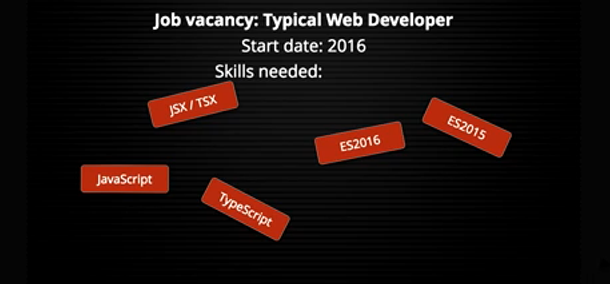 Job vacancy: Typical Web Developer
Start date: 2016
Skills needed:
JSX / TSX
ES2015
ES2016
JavaScript
TypeScript